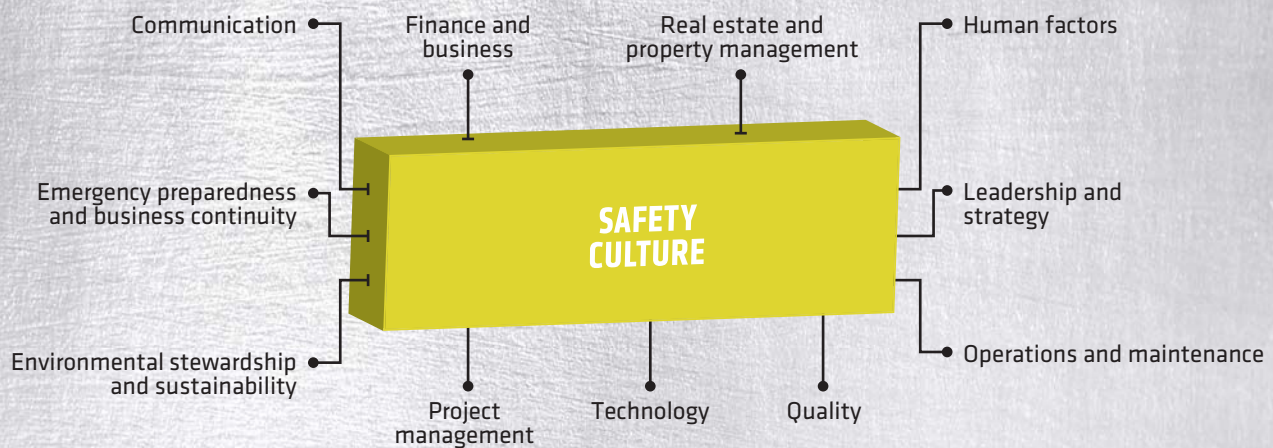 Communication
Finance and
business
Real estate and
property management
Human factors
Emergency preparedness
and business continuity
SAFETY
CULTURE
Leadership and
strategy
Environmental stewardship
and sustainability
Operations and maintenance
Project
management
Technology
Quality